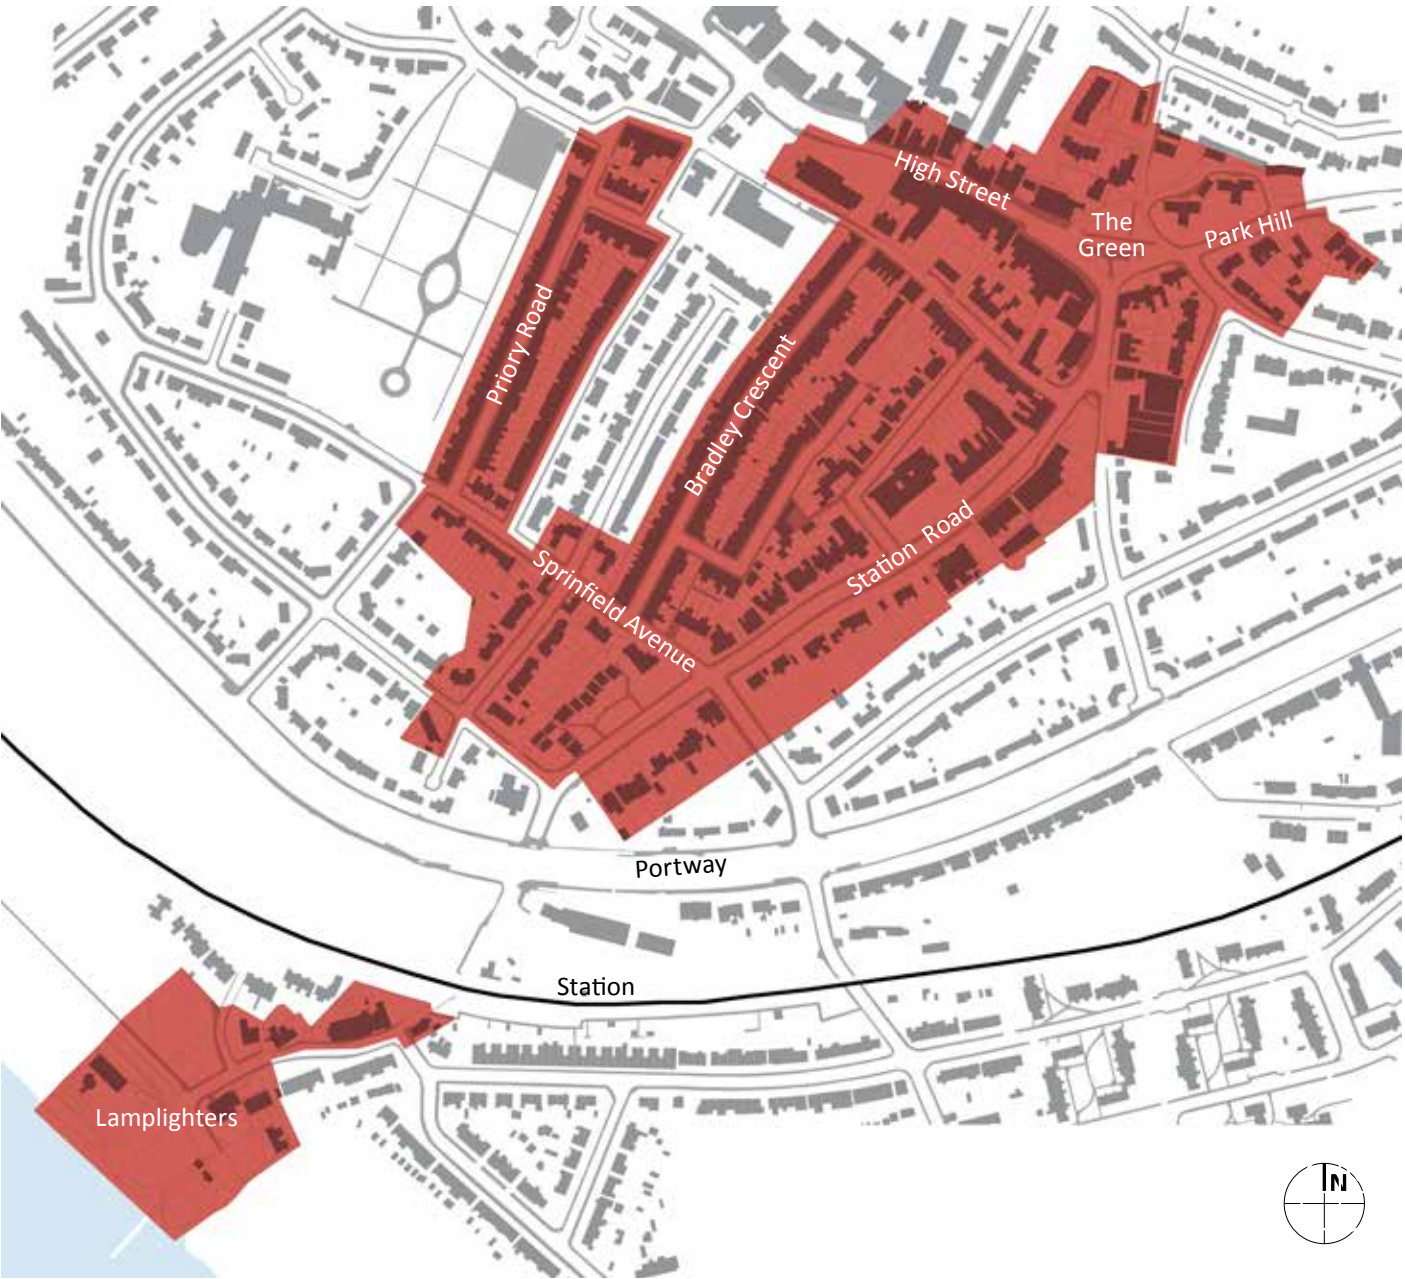 High Street
The
Green
Park Hill
Priory Road
Bradley Crescent
Station Road
Sprinfield Avenue
Portway
Station
Lamplighters
N